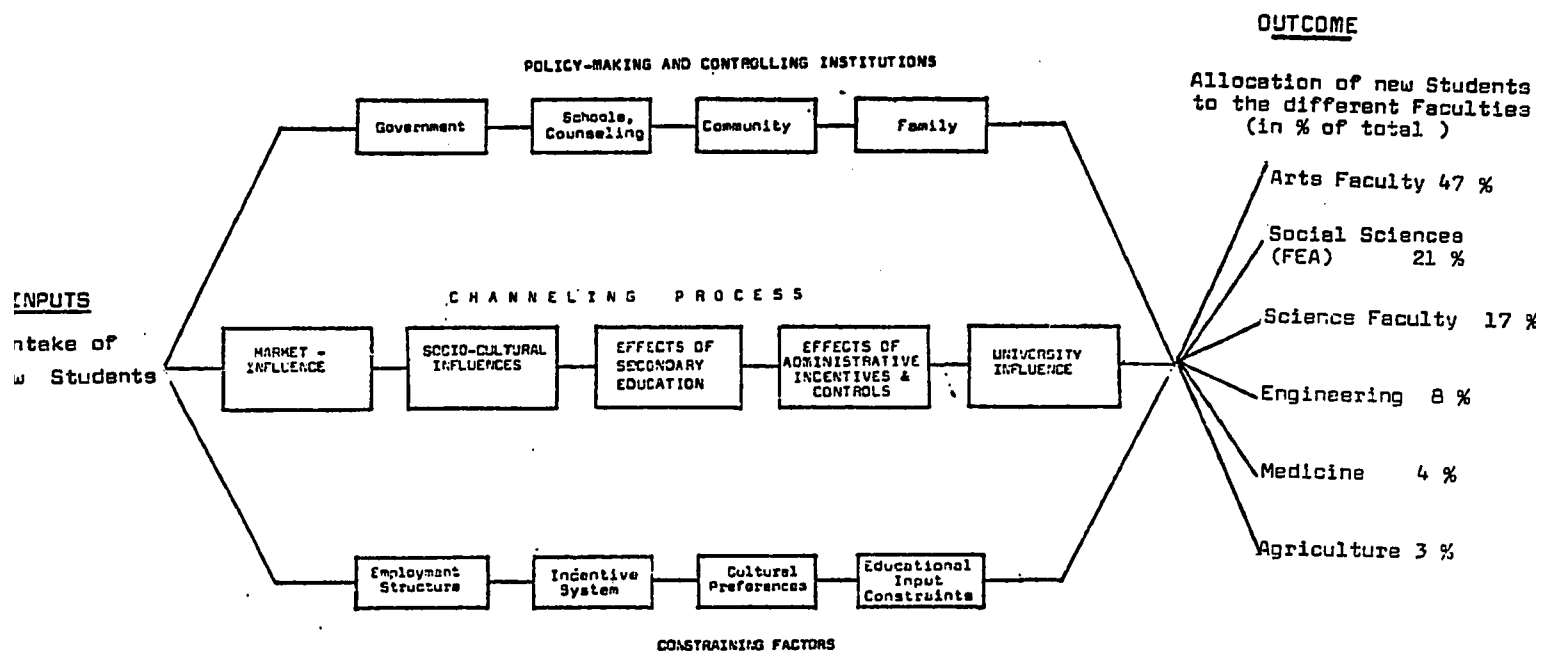 OUTCOME
Allocation of new Students
to the different Faculties
(in % of total )
POLICY-MAKING AND CONTROLLING INSTITUTIONS
Government
Schools,
Counseling
Community
Family
Arts Faculty 47 %
Social Sciences
(FEA) 21 %
Science Faculty 17 %
Engineering 8 %
Medicine 4 %
Agriculture 3 %
INPUTS
ntake of
w Students
CHANNELING PROCESS
MARKET -
INFLUENCE
SOCIO-CULTURAL
INFLUENCES
EFFECTS OF
SECONDARY
EDUCATION
EFFECTS OF
ADMINISTRATIVE
INCENTIVES &
CONTROLS
UNIVERSITY
INFLUENCE
Employment
Structure
Incentive
System
Cultural
Preferences
Educational
Input
Constraints
CONSTRAINING FACTORS